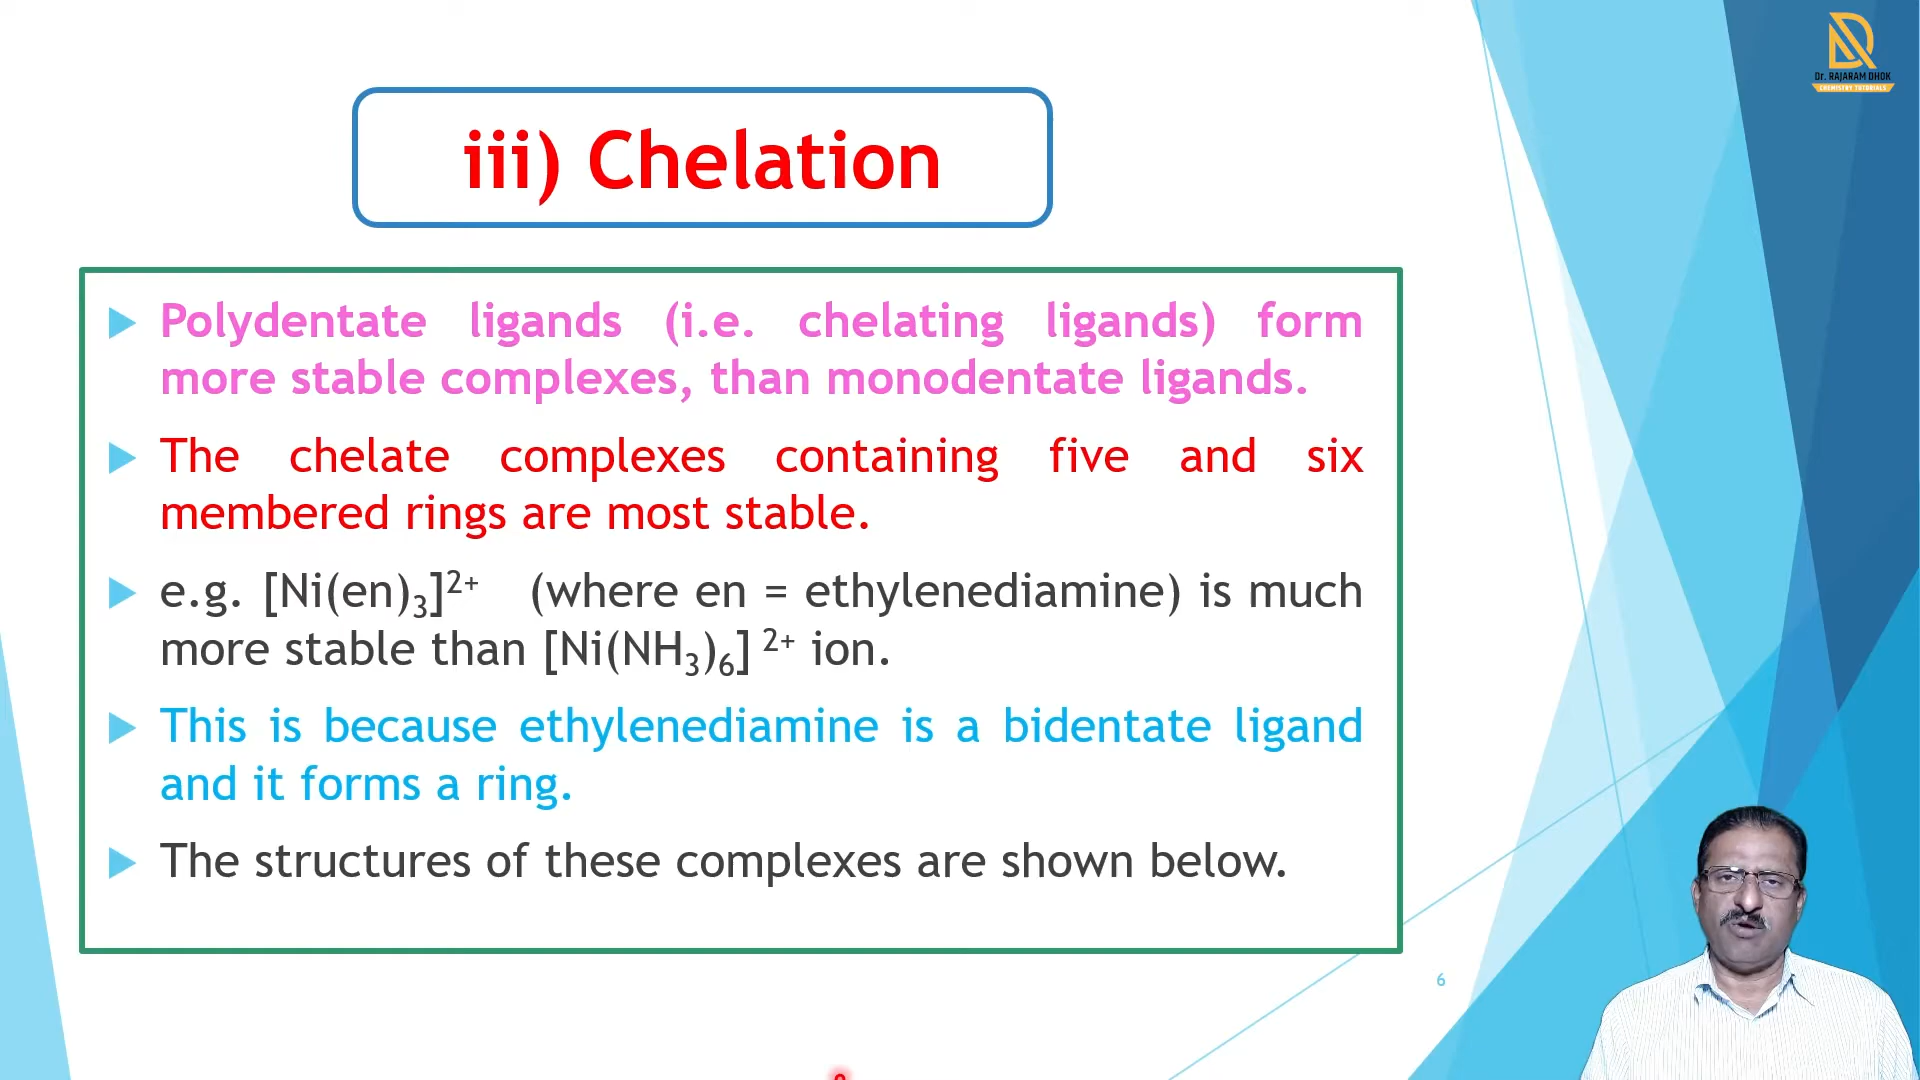 Dr. RAJARAM DHOK
CHEMISTRY TUTORIALS
iii) Chelation
Polydentate ligands (i.e. chelating ligands) form
more stable complexes, than monodentate ligands.
The chelate complexes containing five and six
membered rings are most stable.
e.g. [Ni(en)₃]²⁺ (where en = ethylenediamine) is much
more stable than [Ni(NH₃)₆] ²⁺ ion.
This is because ethylenediamine is a bidentate ligand
and it forms a ring.
The structures of these complexes are shown below.
6